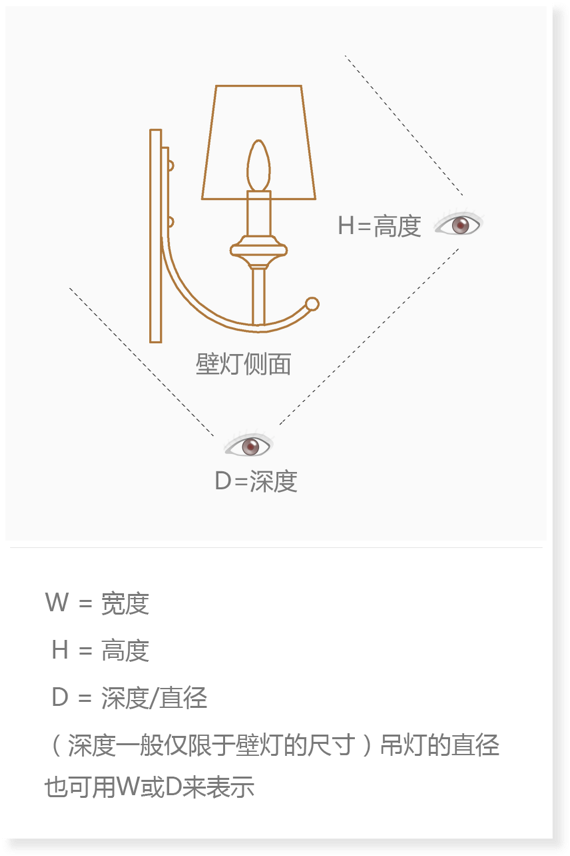 H=高度
壁灯侧面
D=深度
W = 宽度
H = 高度
D = 深度/直径
（深度一般仅限于壁灯的尺寸）吊灯的直径
也可用W或D来表示